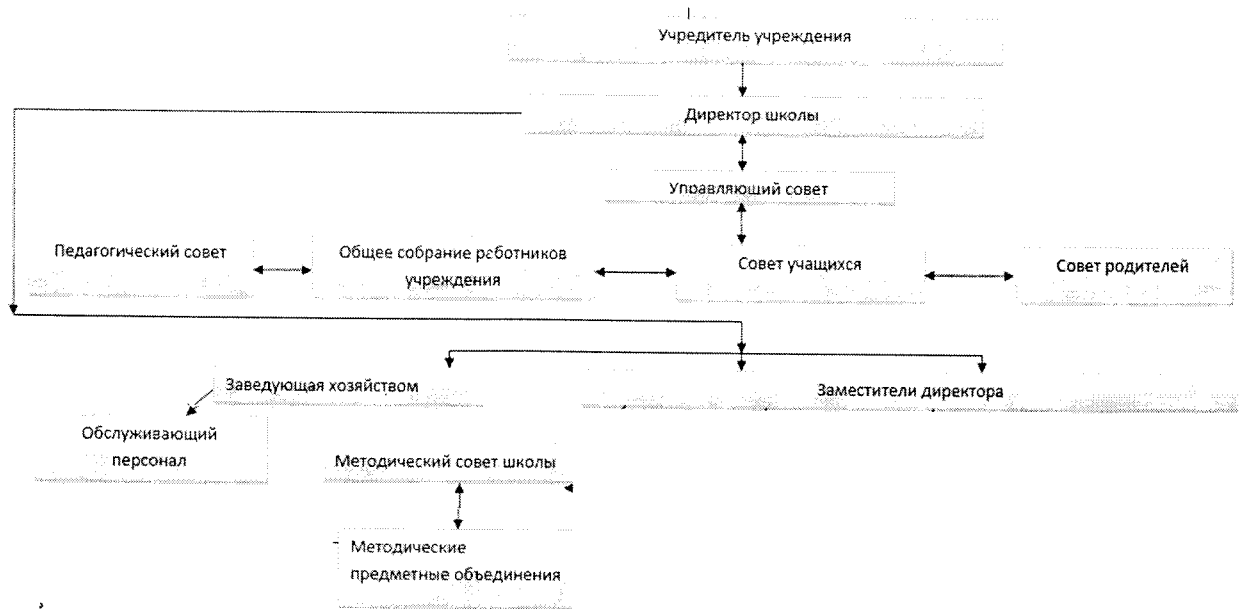 Учредитель учреждения
Директор школы
Управляющий совет
Педагогический совет
Общее собрание работников
учреждения
Совет учащихся
Совет родителей
Заведующая хозяйством
Заместители директора
Обслуживающий
персонал
Методический совет школы
Методические
предметные объединения